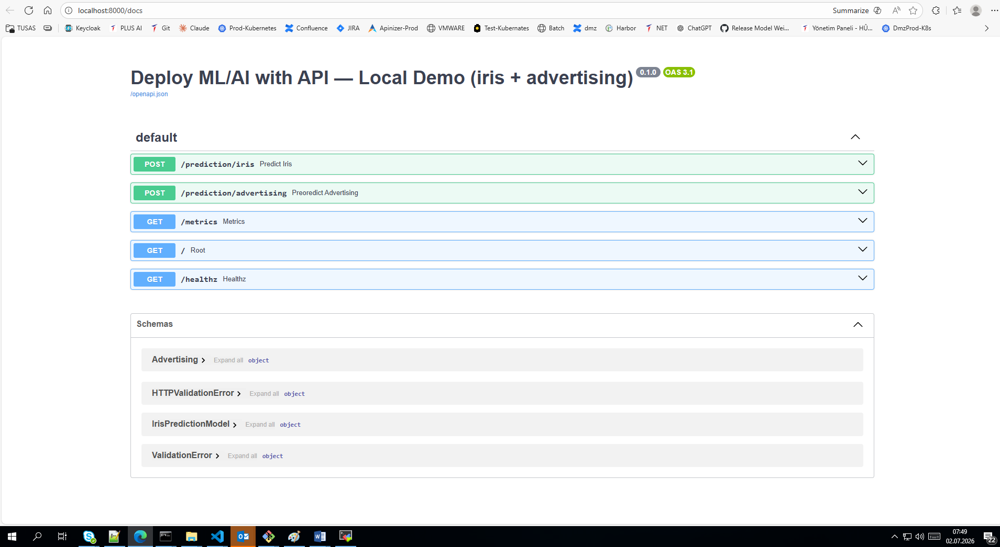 localhost:8000/docs
Summarize
TUSAS
Keycloak
PLUS AI
Git
Claude
Prod-Kubernetes
Confluence
JIRA
Apinizer-Prod
VMWARE
Test-Kubernates
Batch
dmz
Harbor
NET
ChatGPT
Release Model Wei...
Yönetim Paneli - HÛ...
DmzProd-K8s
Deploy ML/AI with API — Local Demo (iris + advertising) 0.1.0 OAS 3.1
/openapi.json
default
POST /prediction/iris Predict Iris
POST /prediction/advertising Preoredict Advertising
GET /metrics Metrics
GET / Root
GET /healthz Healthz
Schemas
Advertising Expand all object
HTTPValidationError Expand all object
IrisPredictionModel Expand all object
ValidationError Expand all object
07:49
02.07.2026
22